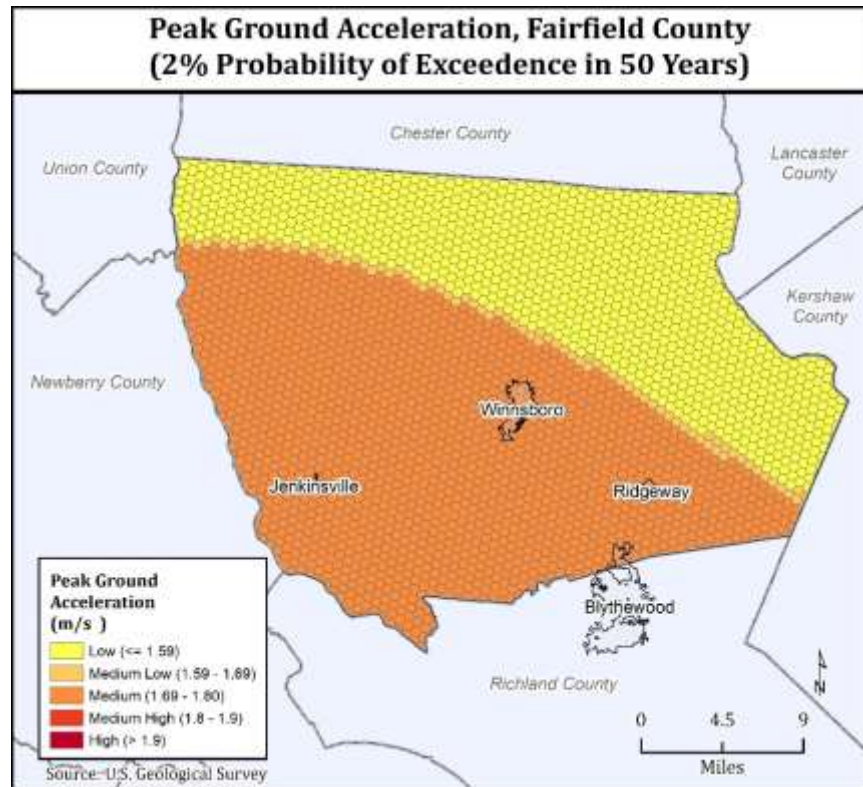 Peak Ground Acceleration, Fairfield County
(2% Probability of Exceedence in 50 Years)
Chester County
Union County
Lancaster
County
Kershaw
County
Newberry County
Winnsboro
Jenkinsville
Ridgeway
Blythewood
Richland County
Peak Ground
Acceleration
(m/s )
Low (<= 1.59)
Medium Low (1.59 - 1.69)
Medium (1.69 - 1.80)
Medium High (1.8 - 1.9)
High (> 1.9)
Source: U.S. Geological Survey
N
0 4.5 9
Miles